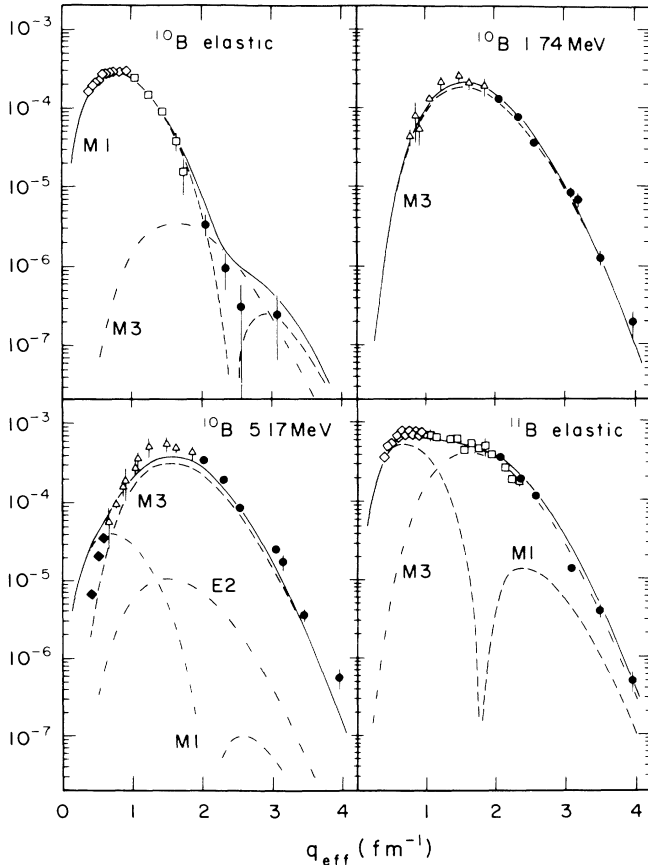 10⁻³
10⁻⁴
10⁻⁵
10⁻⁶
10⁻⁷
¹⁰B elastic
M1
M3
¹⁰B 1 74 MeV
M3
10⁻³
10⁻⁴
10⁻⁵
10⁻⁶
10⁻⁷
¹⁰B 5 17 MeV
M3
E2
M1
¹¹B elastic
M3
M1
0 1 2 3 4 1 2 3 4
q_eff (fm⁻¹)